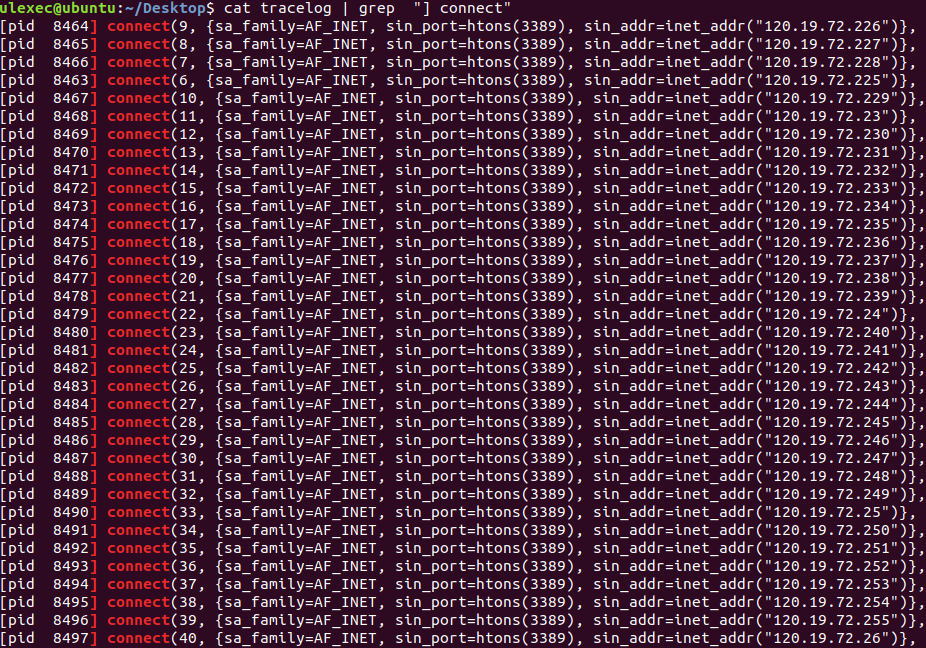 ulexec@ubuntu:~/Desktop$ cat tracelog | grep  "] connect"
[pid  8464] connect(9, {sa_family=AF_INET, sin_port=htons(3389), sin_addr=inet_addr("120.19.72.226")},
[pid  8465] connect(8, {sa_family=AF_INET, sin_port=htons(3389), sin_addr=inet_addr("120.19.72.227")},
[pid  8466] connect(7, {sa_family=AF_INET, sin_port=htons(3389), sin_addr=inet_addr("120.19.72.228")},
[pid  8463] connect(6, {sa_family=AF_INET, sin_port=htons(3389), sin_addr=inet_addr("120.19.72.225")},
[pid  8467] connect(10, {sa_family=AF_INET, sin_port=htons(3389), sin_addr=inet_addr("120.19.72.229")},
[pid  8468] connect(11, {sa_family=AF_INET, sin_port=htons(3389), sin_addr=inet_addr("120.19.72.23")},
[pid  8469] connect(12, {sa_family=AF_INET, sin_port=htons(3389), sin_addr=inet_addr("120.19.72.230")},
[pid  8470] connect(13, {sa_family=AF_INET, sin_port=htons(3389), sin_addr=inet_addr("120.19.72.231")},
[pid  8471] connect(14, {sa_family=AF_INET, sin_port=htons(3389), sin_addr=inet_addr("120.19.72.232")},
[pid  8472] connect(15, {sa_family=AF_INET, sin_port=htons(3389), sin_addr=inet_addr("120.19.72.233")},
[pid  8473] connect(16, {sa_family=AF_INET, sin_port=htons(3389), sin_addr=inet_addr("120.19.72.234")},
[pid  8474] connect(17, {sa_family=AF_INET, sin_port=htons(3389), sin_addr=inet_addr("120.19.72.235")},
[pid  8475] connect(18, {sa_family=AF_INET, sin_port=htons(3389), sin_addr=inet_addr("120.19.72.236")},
[pid  8476] connect(19, {sa_family=AF_INET, sin_port=htons(3389), sin_addr=inet_addr("120.19.72.237")},
[pid  8477] connect(20, {sa_family=AF_INET, sin_port=htons(3389), sin_addr=inet_addr("120.19.72.238")},
[pid  8478] connect(21, {sa_family=AF_INET, sin_port=htons(3389), sin_addr=inet_addr("120.19.72.239")},
[pid  8479] connect(22, {sa_family=AF_INET, sin_port=htons(3389), sin_addr=inet_addr("120.19.72.24")},
[pid  8480] connect(23, {sa_family=AF_INET, sin_port=htons(3389), sin_addr=inet_addr("120.19.72.240")},
[pid  8481] connect(24, {sa_family=AF_INET, sin_port=htons(3389), sin_addr=inet_addr("120.19.72.241")},
[pid  8482] connect(25, {sa_family=AF_INET, sin_port=htons(3389), sin_addr=inet_addr("120.19.72.242")},
[pid  8483] connect(26, {sa_family=AF_INET, sin_port=htons(3389), sin_addr=inet_addr("120.19.72.243")},
[pid  8484] connect(27, {sa_family=AF_INET, sin_port=htons(3389), sin_addr=inet_addr("120.19.72.244")},
[pid  8485] connect(28, {sa_family=AF_INET, sin_port=htons(3389), sin_addr=inet_addr("120.19.72.245")},
[pid  8486] connect(29, {sa_family=AF_INET, sin_port=htons(3389), sin_addr=inet_addr("120.19.72.246")},
[pid  8487] connect(30, {sa_family=AF_INET, sin_port=htons(3389), sin_addr=inet_addr("120.19.72.247")},
[pid  8488] connect(31, {sa_family=AF_INET, sin_port=htons(3389), sin_addr=inet_addr("120.19.72.248")},
[pid  8489] connect(32, {sa_family=AF_INET, sin_port=htons(3389), sin_addr=inet_addr("120.19.72.249")},
[pid  8490] connect(33, {sa_family=AF_INET, sin_port=htons(3389), sin_addr=inet_addr("120.19.72.25")},
[pid  8491] connect(34, {sa_family=AF_INET, sin_port=htons(3389), sin_addr=inet_addr("120.19.72.250")},
[pid  8492] connect(35, {sa_family=AF_INET, sin_port=htons(3389), sin_addr=inet_addr("120.19.72.251")},
[pid  8493] connect(36, {sa_family=AF_INET, sin_port=htons(3389), sin_addr=inet_addr("120.19.72.252")},
[pid  8494] connect(37, {sa_family=AF_INET, sin_port=htons(3389), sin_addr=inet_addr("120.19.72.253")},
[pid  8495] connect(38, {sa_family=AF_INET, sin_port=htons(3389), sin_addr=inet_addr("120.19.72.254")},
[pid  8496] connect(39, {sa_family=AF_INET, sin_port=htons(3389), sin_addr=inet_addr("120.19.72.255")},
[pid  8497] connect(40, {sa_family=AF_INET, sin_port=htons(3389), sin_addr=inet_addr("120.19.72.26")},